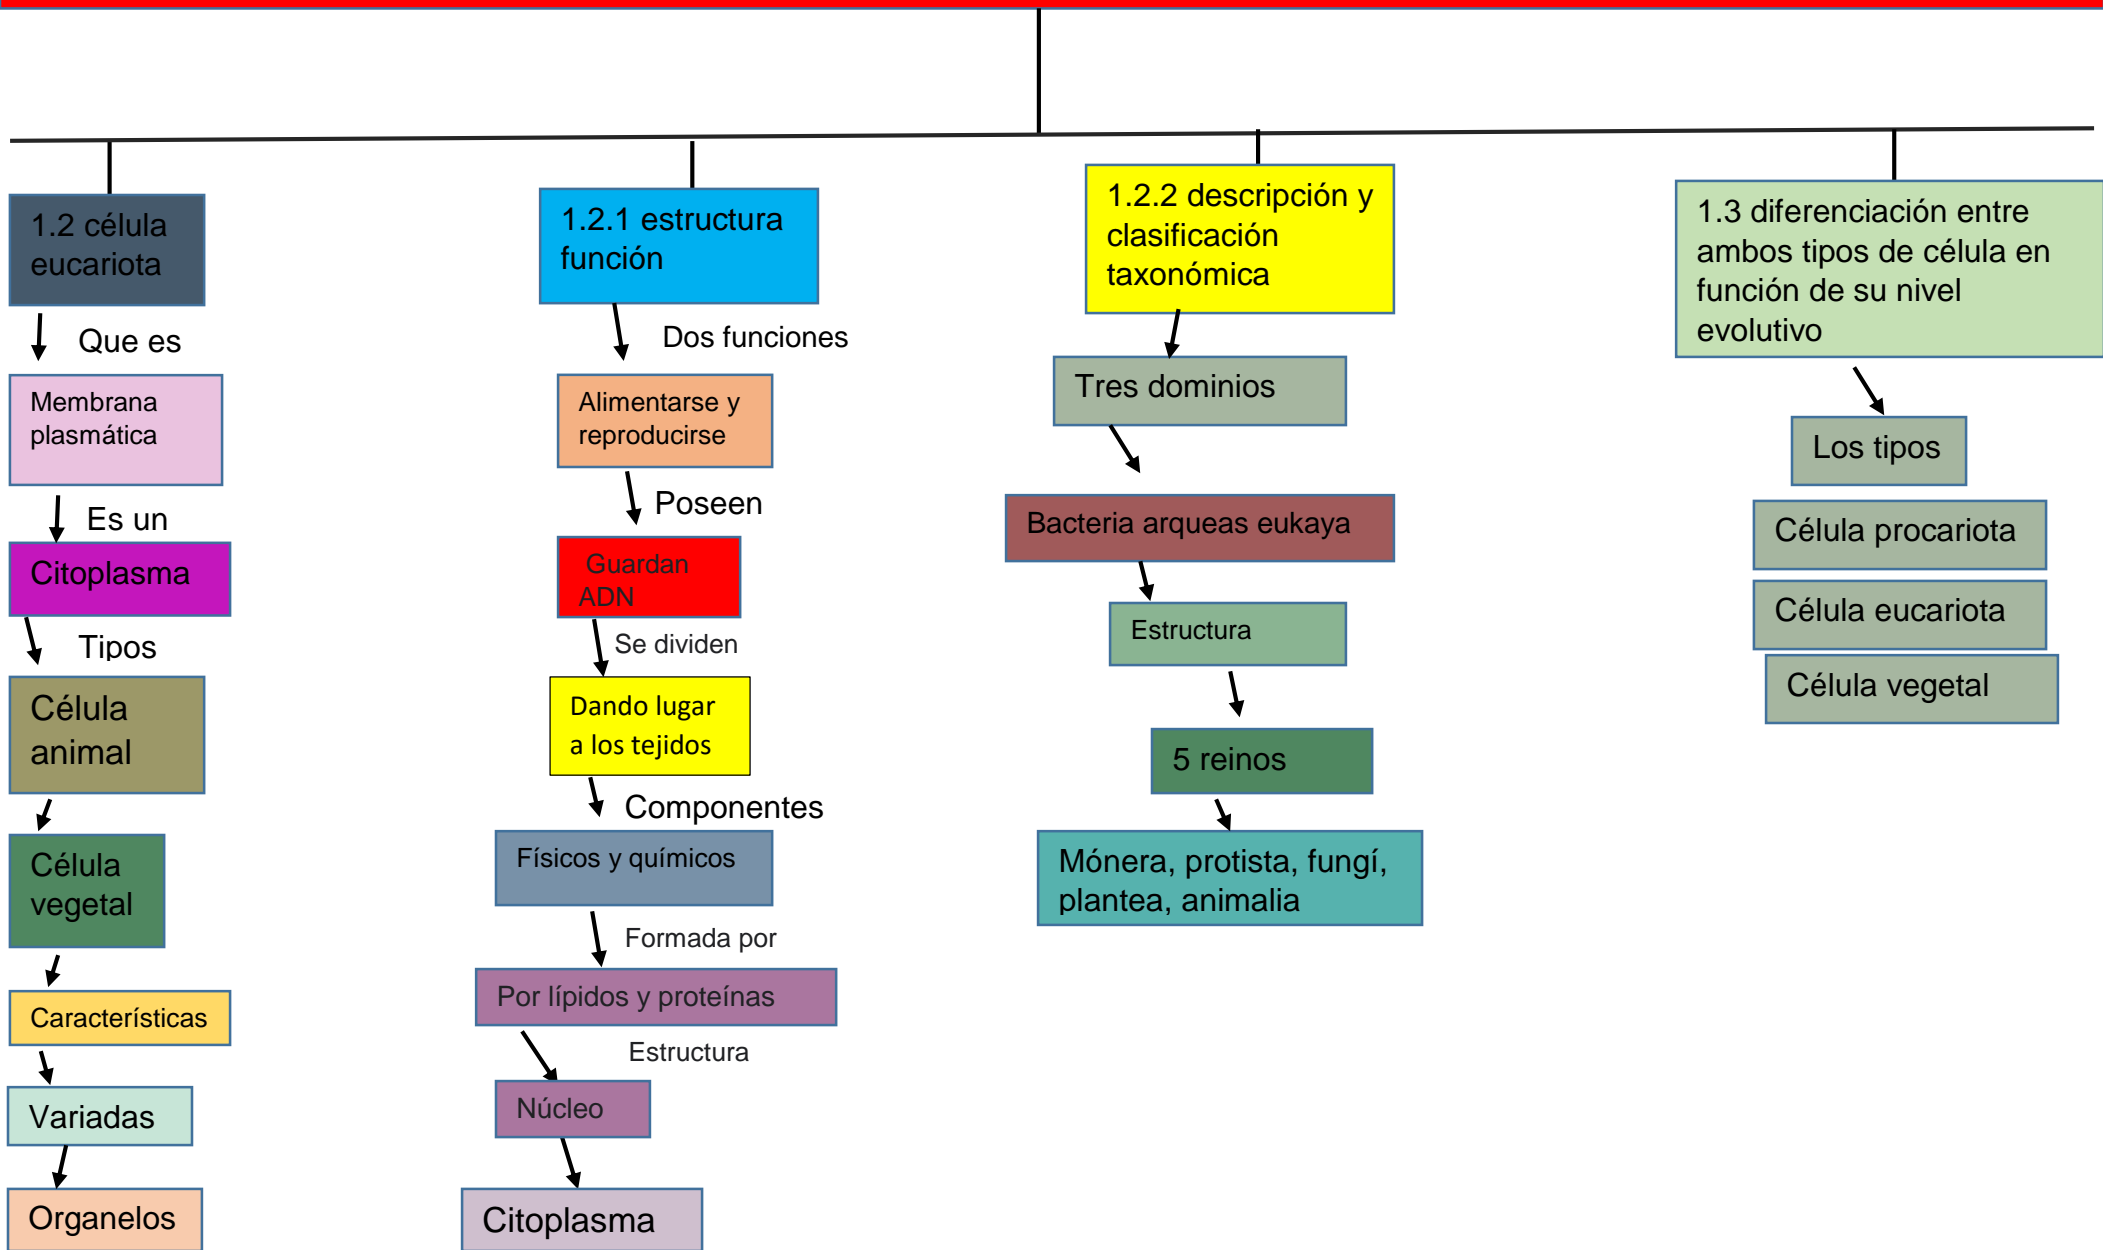 1.2 célula
eucariota
Que es
Membrana
plasmática
Es un
Citoplasma
Tipos
Célula
animal
Célula
vegetal
Características
Variadas
Organelos
1.2.1 estructura
función
Dos funciones
Alimentarse y
reproducirse
Poseen
Guardan
ADN
Se dividen
Dando lugar
a los tejidos
Componentes
Físicos y químicos
Formada por
Por lípidos y proteínas
Estructura
Núcleo
Citoplasma
1.2.2 descripción y
clasificación
taxonómica
Tres dominios
Bacteria arqueas eukaya
Estructura
5 reinos
Mónera, protista, fungí,
plantea, animalia
1.3 diferenciación entre
ambos tipos de célula en
función de su nivel
evolutivo
Los tipos
Célula procariota
Célula eucariota
Célula vegetal